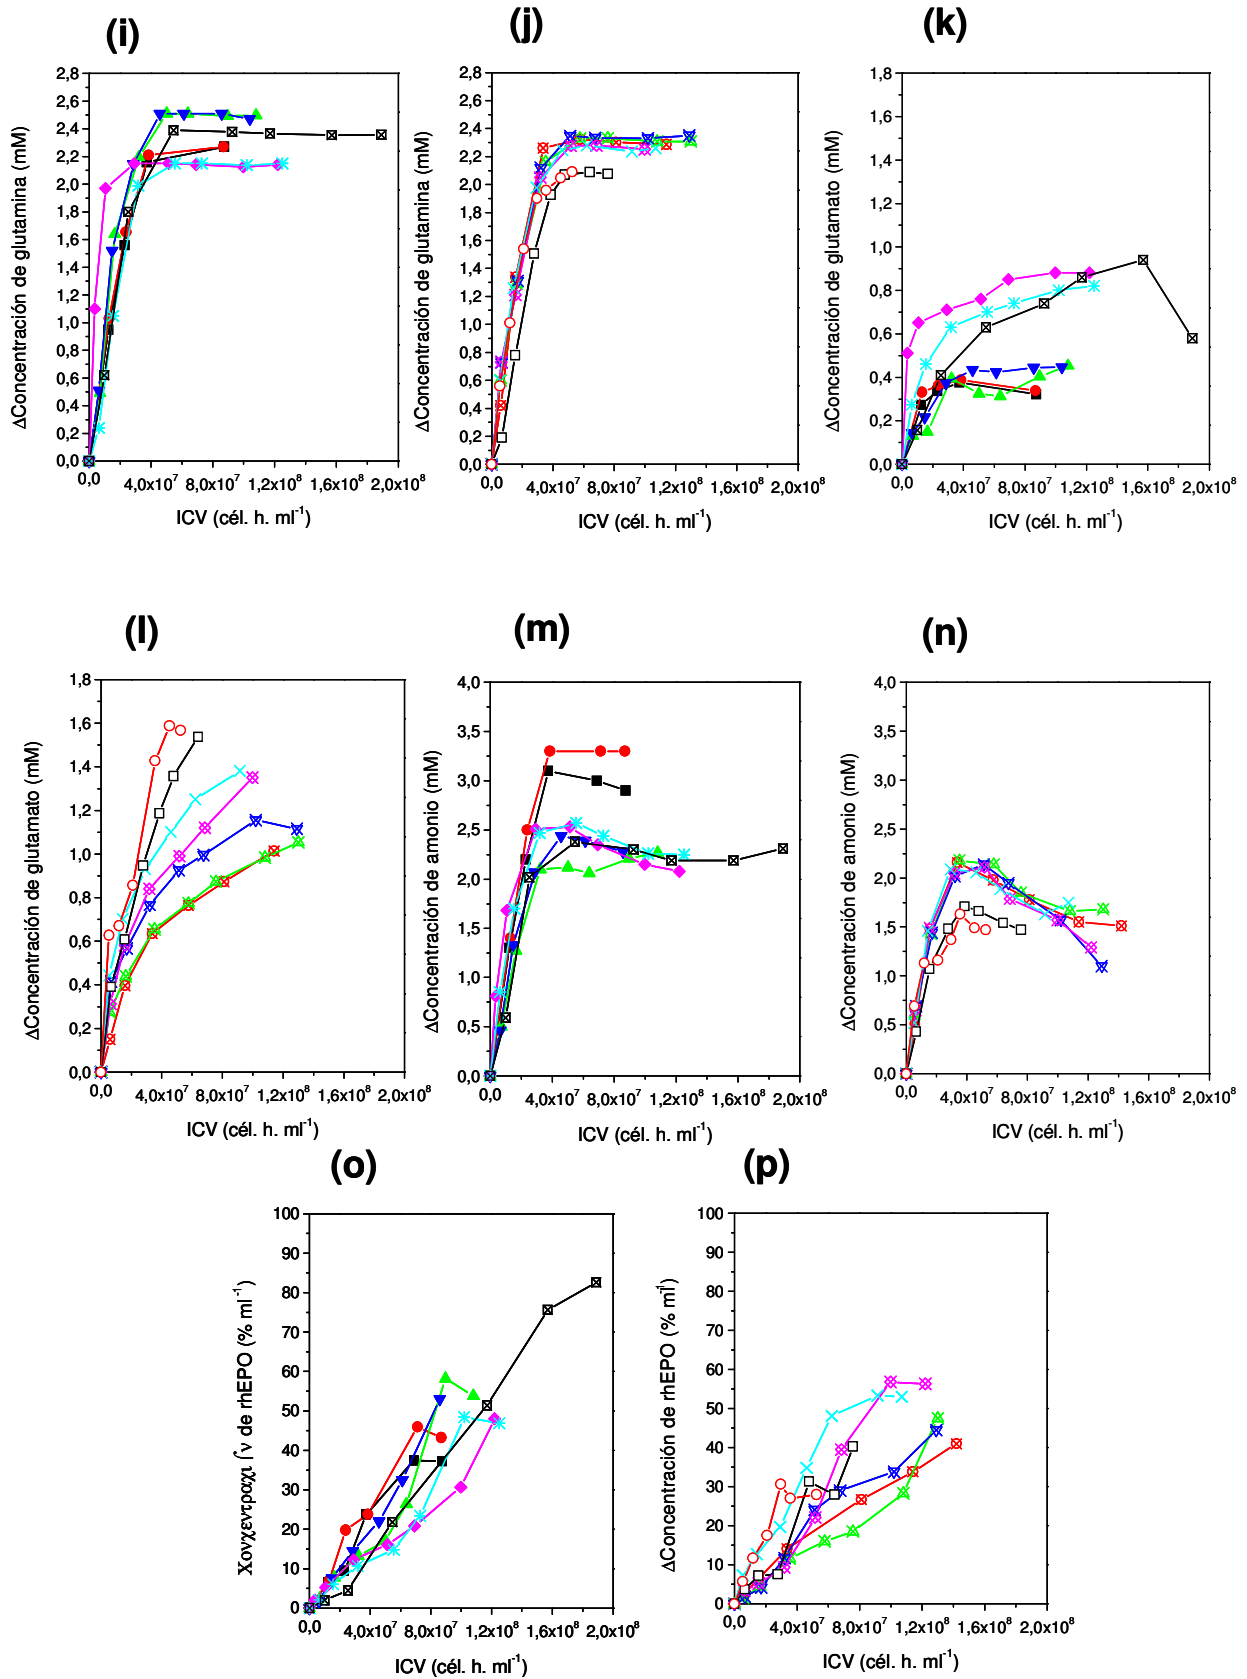 (i)
(j)
(k)
2,8
2,6
2,4
2,2
2,0
1,8
1,6
1,4
1,2
1,0
0,8
0,6
0,4
0,2
0,0
ΔConcentración de glutamina (mM)
0,0
4,0x10⁷
8,0x10⁷
1,2x10⁸
1,6x10⁸
2,0x10⁸
ICV (cél. h. ml⁻¹)
2,8
2,6
2,4
2,2
2,0
1,8
1,6
1,4
1,2
1,0
0,8
0,6
0,4
0,2
0,0
ΔConcentración de glutamina (mM)
0,0
4,0x10⁷
8,0x10⁷
1,2x10⁸
1,6x10⁸
2,0x10⁸
ICV (cél. h. ml⁻¹)
1,8
1,6
1,4
1,2
1,0
0,8
0,6
0,4
0,2
0,0
ΔConcentración de glutamato (mM)
0,0
4,0x10⁷
8,0x10⁷
1,2x10⁸
1,6x10⁸
2,0x10⁸
ICV (cél. h. ml⁻¹)
(l)
(m)
(n)
1,8
1,6
1,4
1,2
1,0
0,8
0,6
0,4
0,2
0,0
ΔConcentración de glutamato (mM)
0,0
4,0x10⁷
8,0x10⁷
1,2x10⁸
1,6x10⁸
2,0x10⁸
ICV (cél. h. ml⁻¹)
4,0
3,5
3,0
2,5
2,0
1,5
1,0
0,5
0,0
ΔConcentración de amonio (mM)
0,0
4,0x10⁷
8,0x10⁷
1,2x10⁸
1,6x10⁸
2,0x10⁸
ICV (cél. h. ml⁻¹)
4,0
3,5
3,0
2,5
2,0
1,5
1,0
0,5
0,0
ΔConcentración de amonio (mM)
0,0
4,0x10⁷
8,0x10⁷
1,2x10⁸
1,6x10⁸
2,0x10⁸
ICV (cél. h. ml⁻¹)
(o)
(p)
100
90
80
70
60
50
40
30
20
10
0
Χονχεντραχι⌠ν de rhEPO (% ml⁻¹)
0,0
4,0x10⁷
8,0x10⁷
1,2x10⁸
1,6x10⁸
2,0x10⁸
ICV (cél. h. ml⁻¹)
100
90
80
70
60
50
40
30
20
10
0
ΔConcentración de rhEPO (% ml⁻¹)
0,0
4,0x10⁷
8,0x10⁷
1,2x10⁸
1,6x10⁸
2,0x10⁸
ICV (cél. h. ml⁻¹)